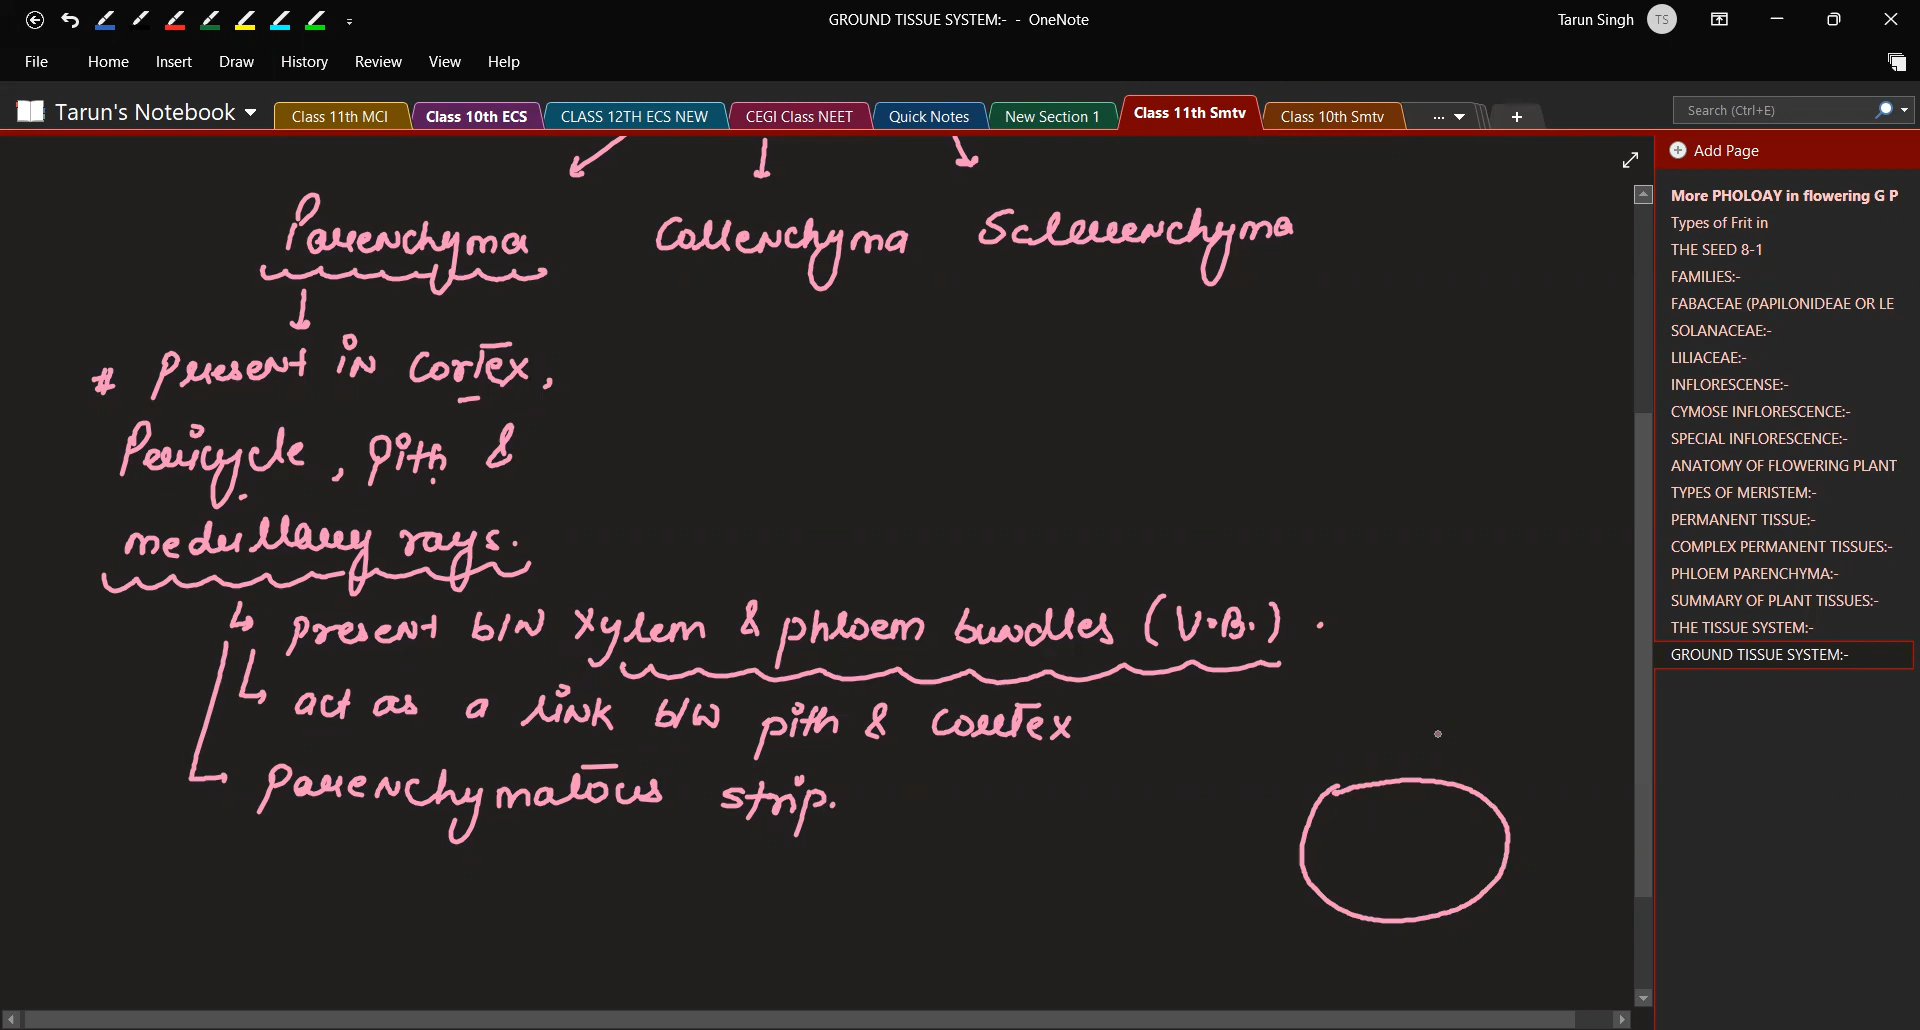 GROUND TISSUE SYSTEM:- - OneNote
Tarun Singh TS
File Home Insert Draw History Review View Help
Tarun's Notebook
Class 11th MCI Class 10th ECS CLASS 12TH ECS NEW CEGI Class NEET Quick Notes New Section 1 Class 11th Smtv Class 10th Smtv ... +
Search (Ctrl+E)
Add Page
Parenchyma Collenchyma Sclerenchyma
* Present in cortex,
Pericycle, pith &
medullary rays.
↳ present b/w xylem & phloem bundles (V.B.).
↳ act as a link b/w pith & cortex
parenchymatous strip.
More PHOLOAY in flowering G P
Types of Frit in
THE SEED 8-1
FAMILIES:-
FABACEAE (PAPILONIDEAE OR LE
SOLANACEAE:-
LILIACEAE:-
INFLORESCENSE:-
CYMOSE INFLORESCENCE:-
SPECIAL INFLORESCENCE:-
ANATOMY OF FLOWERING PLANT
TYPES OF MERISTEM:-
PERMANENT TISSUE:-
COMPLEX PERMANENT TISSUES:-
PHLOEM PARENCHYMA:-
SUMMARY OF PLANT TISSUES:-
THE TISSUE SYSTEM:-
GROUND TISSUE SYSTEM:-